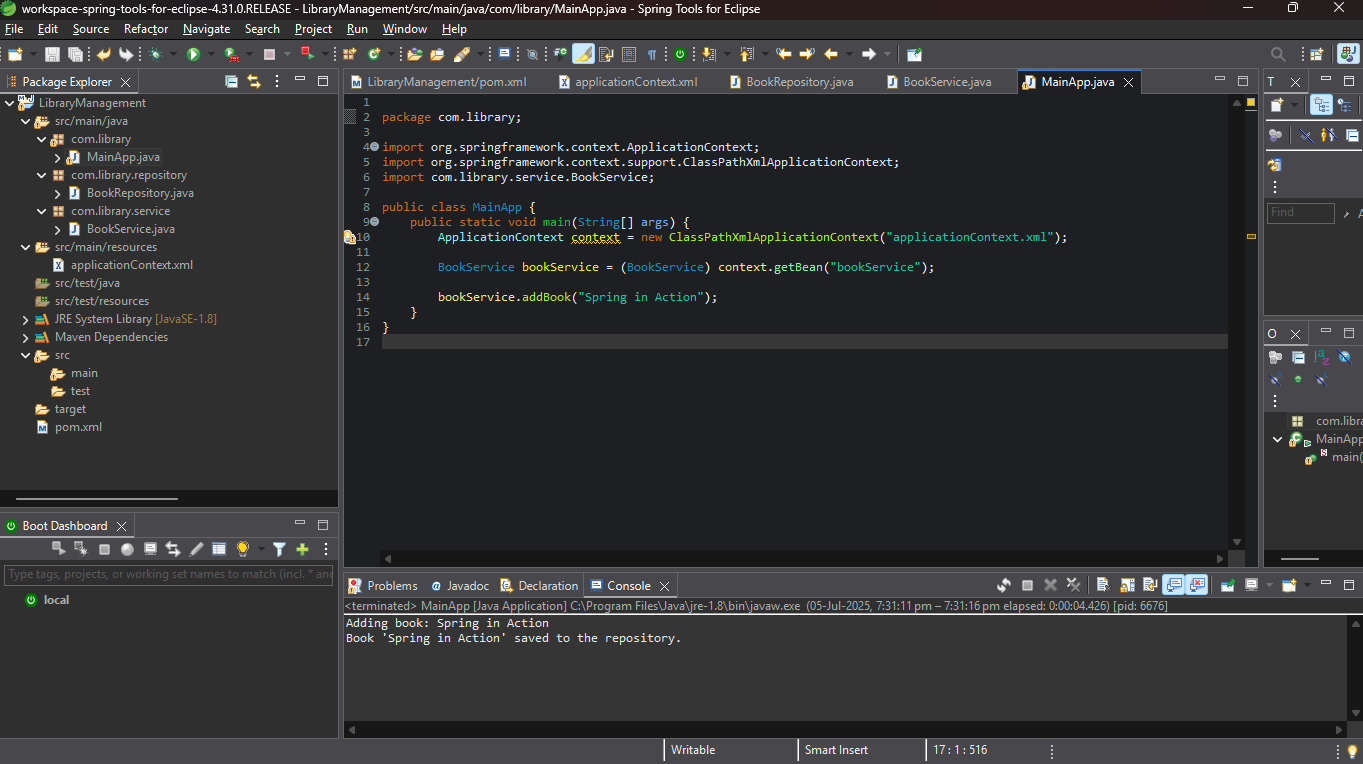 workspace-spring-tools-for-eclipse-4.31.0.RELEASE - LibraryManagement/src/main/java/com/library/MainApp.java - Spring Tools for Eclipse
File Edit Source Refactor Navigate Search Project Run Window Help
Package Explorer
LibraryManagement
src/main/java
com.library
MainApp.java
com.library.repository
BookRepository.java
com.library.service
BookService.java
src/main/resources
applicationContext.xml
src/test/java
src/test/resources
JRE System Library [JavaSE-1.8]
Maven Dependencies
src
main
test
target
pom.xml
Boot Dashboard
Type tags, projects, or working set names to match (incl. * an
local
LibraryManagement/pom.xml applicationContext.xml BookRepository.java BookService.java MainApp.java
1
2 package com.library;
3
4 import org.springframework.context.ApplicationContext;
5 import org.springframework.context.support.ClassPathXmlApplicationContext;
6 import com.library.service.BookService;
7
8 public class MainApp {
9 public static void main(String[] args) {
10 ApplicationContext context = new ClassPathXmlApplicationContext("applicationContext.xml");
11
12 BookService bookService = (BookService) context.getBean("bookService");
13
14 bookService.addBook("Spring in Action");
15 }
16 }
17
T
Find
O
com.libra
MainApp
main(
Problems Javadoc Declaration Console
<terminated> MainApp [Java Application] C:\Program Files\Java\jre-1.8\bin\javaw.exe (05-Jul-2025, 7:31:11 pm – 7:31:16 pm elapsed: 0:00:04.426) [pid: 6676]
Adding book: Spring in Action
Book 'Spring in Action' saved to the repository.
Writable Smart Insert 17 : 1 : 516